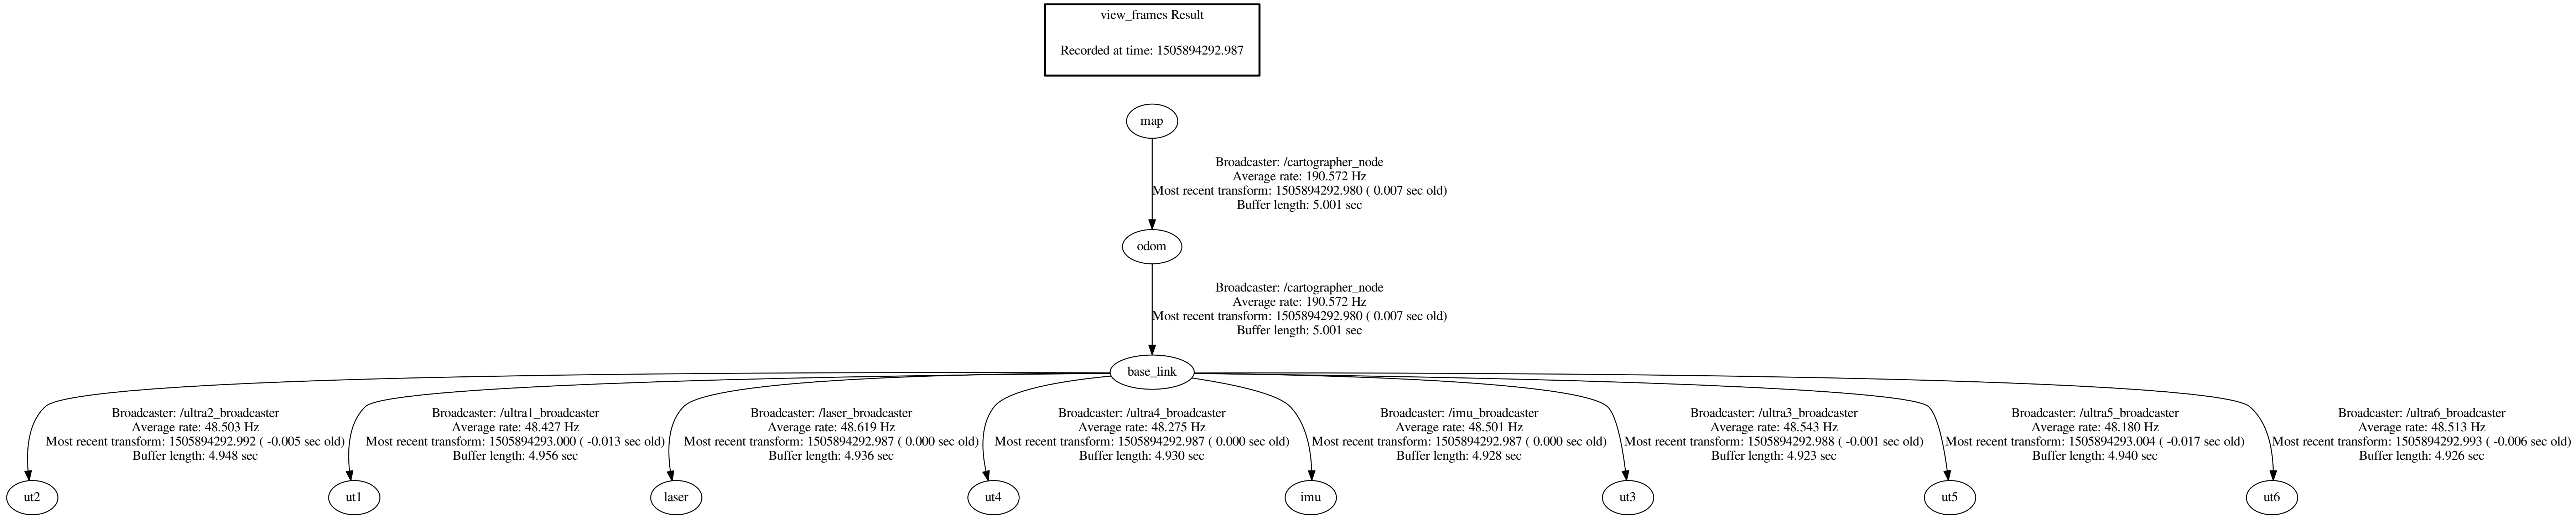 view_frames Result
Recorded at time: 1505894292.987
map
Broadcaster: /cartographer_node
Average rate: 190.572 Hz
Most recent transform: 1505894292.980 ( 0.007 sec old)
Buffer length: 5.001 sec
odom
Broadcaster: /cartographer_node
Average rate: 190.572 Hz
Most recent transform: 1505894292.980 ( 0.007 sec old)
Buffer length: 5.001 sec
base_link
Broadcaster: /ultra2_broadcaster
Average rate: 48.503 Hz
Most recent transform: 1505894292.992 ( -0.005 sec old)
Buffer length: 4.948 sec
Broadcaster: /ultra1_broadcaster
Average rate: 48.427 Hz
Most recent transform: 1505894293.000 ( -0.013 sec old)
Buffer length: 4.956 sec
Broadcaster: /laser_broadcaster
Average rate: 48.619 Hz
Most recent transform: 1505894292.987 ( 0.000 sec old)
Buffer length: 4.936 sec
Broadcaster: /ultra4_broadcaster
Average rate: 48.275 Hz
Most recent transform: 1505894292.987 ( 0.000 sec old)
Buffer length: 4.930 sec
Broadcaster: /imu_broadcaster
Average rate: 48.501 Hz
Most recent transform: 1505894292.987 ( 0.000 sec old)
Buffer length: 4.928 sec
Broadcaster: /ultra3_broadcaster
Average rate: 48.543 Hz
Most recent transform: 1505894292.988 ( -0.001 sec old)
Buffer length: 4.923 sec
Broadcaster: /ultra5_broadcaster
Average rate: 48.180 Hz
Most recent transform: 1505894293.004 ( -0.017 sec old)
Buffer length: 4.940 sec
Broadcaster: /ultra6_broadcaster
Average rate: 48.513 Hz
Most recent transform: 1505894292.993 ( -0.006 sec old)
Buffer length: 4.926 sec
ut2
ut1
laser
ut4
imu
ut3
ut5
ut6